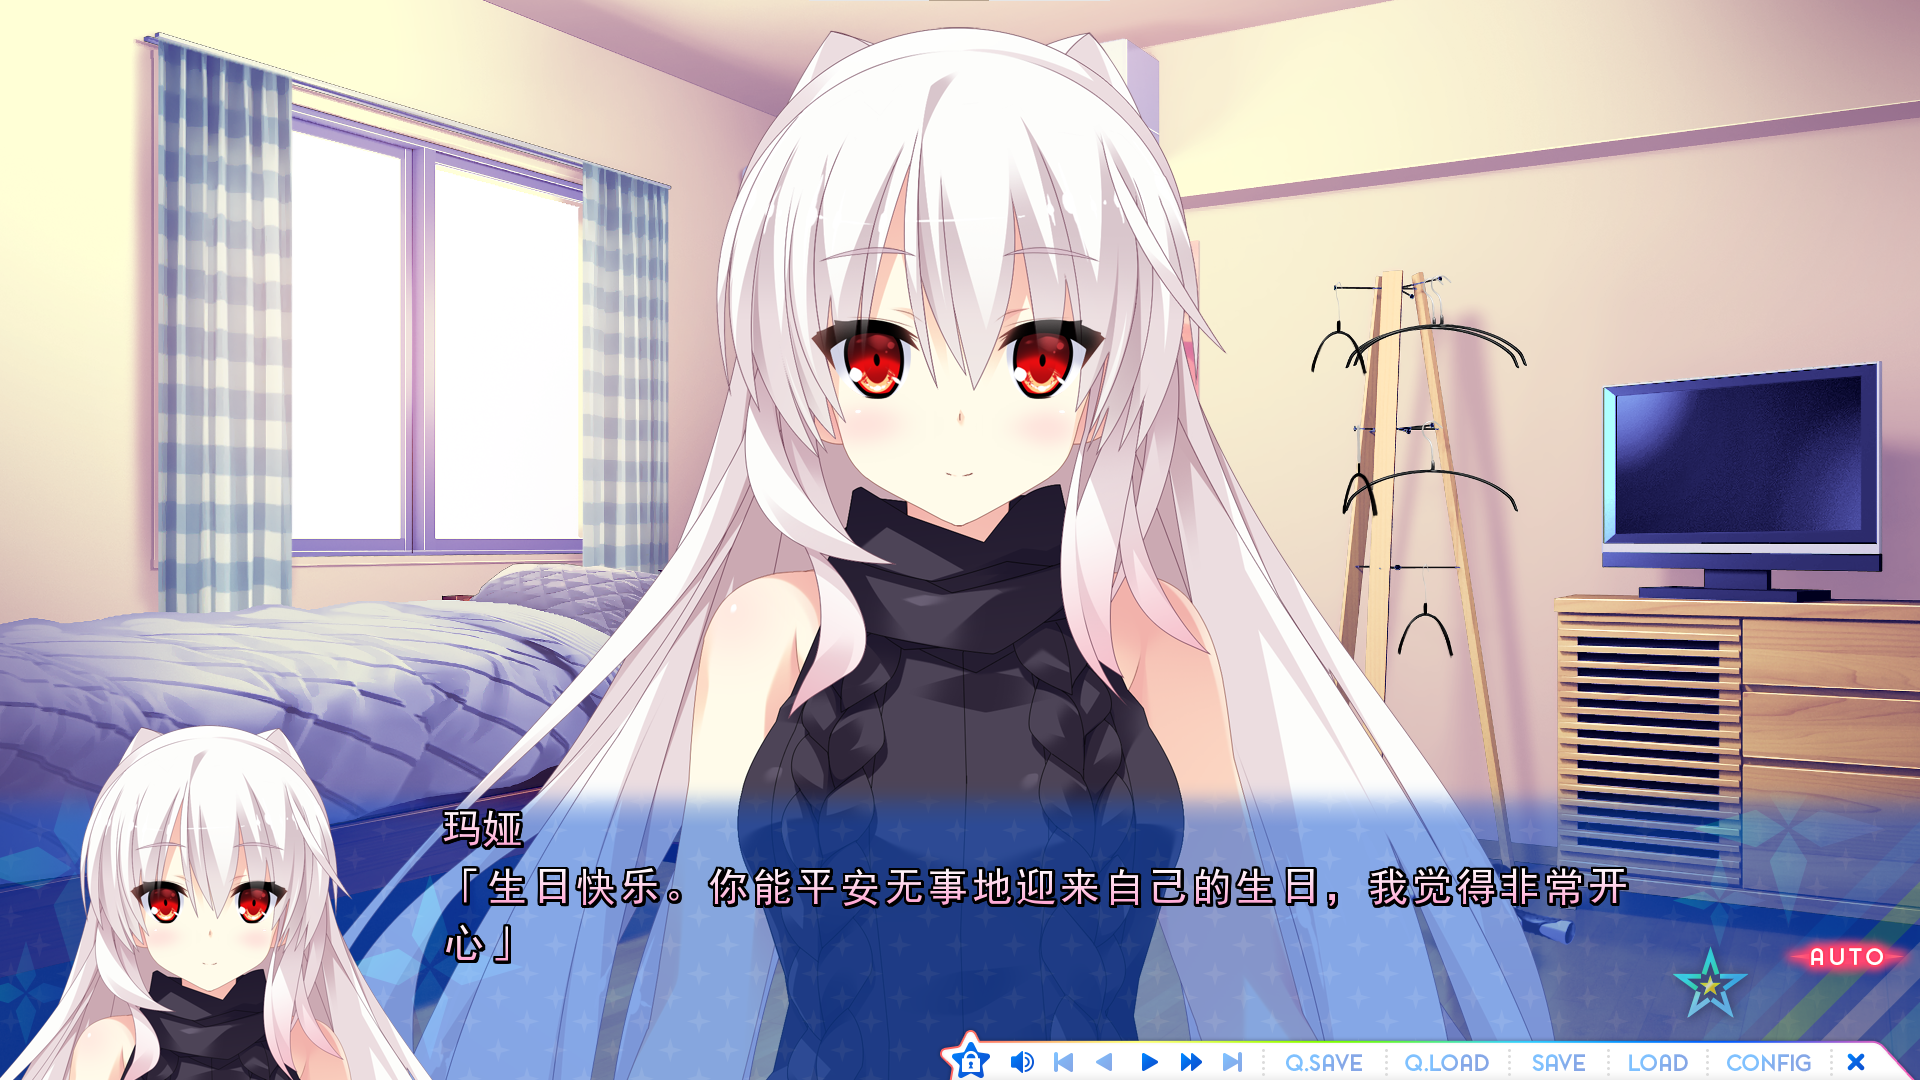 玛娅
「生日快乐。你能平安无事地迎来自己的生日，我觉得非常开
心」
AUTO
Q.SAVE Q.LOAD SAVE LOAD CONFIG